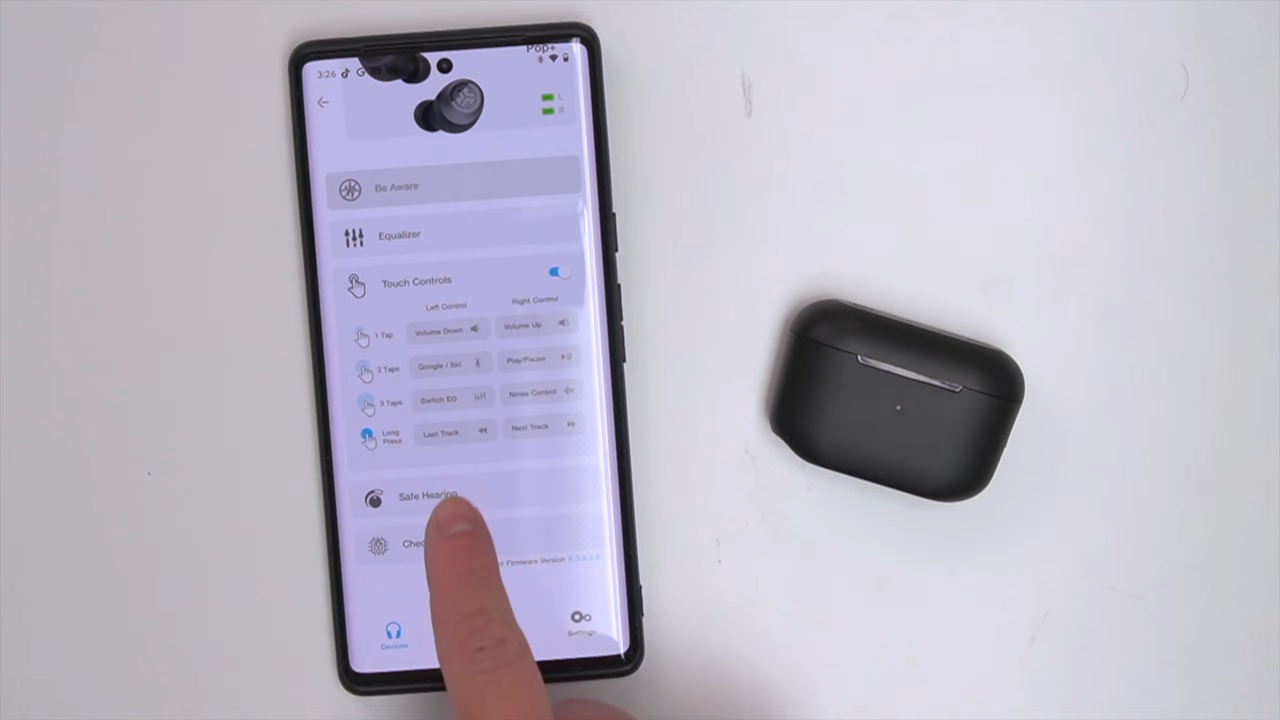 Pop+
3:26
L
R
Be Aware
Equalizer
Touch Controls
Left Control Right Control
1 Tap Volume Down Volume Up
2 Taps Google / Siri Play/Pause
3 Taps Switch EQ Noise Control
Long Press Last Track Next Track
Safe Hearing
Firmware Version
Devices
Settings